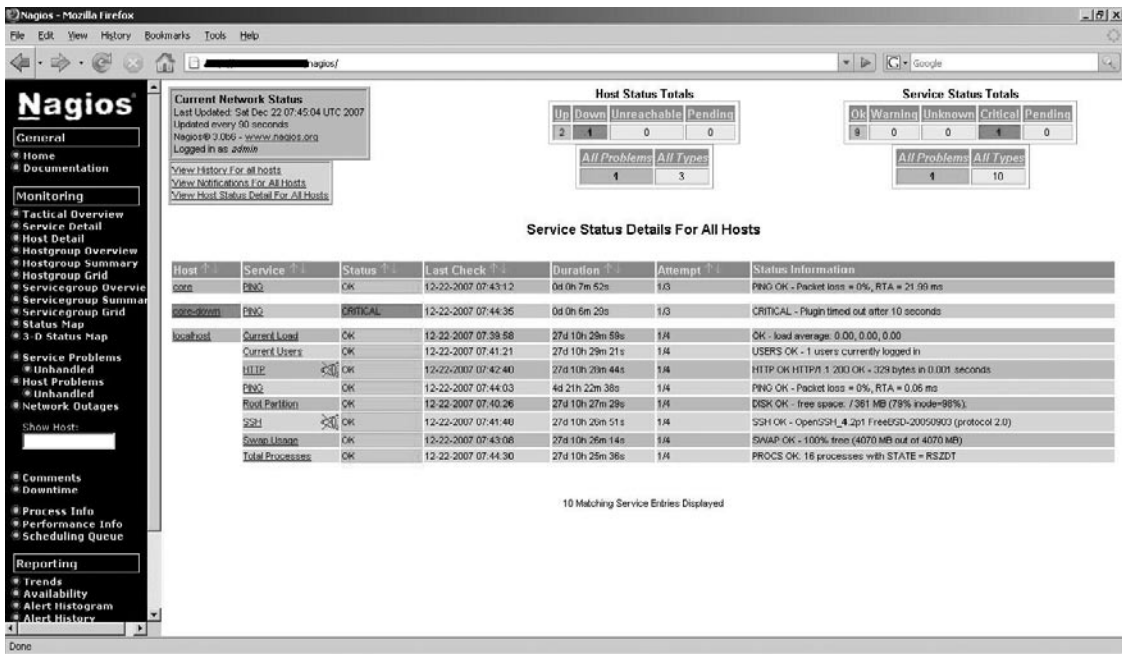 Nagios - Mozilla Firefox
File Edit View History Bookmarks Tools Help
nagios/
Google
Nagios®
General
Home
Documentation
Monitoring
Tactical Overview
Service Detail
Host Detail
Hostgroup Overview
Hostgroup Summary
Hostgroup Grid
Servicegroup Overvie
Servicegroup Summar
Servicegroup Grid
Status Map
3-D Status Map
Service Problems
Unhandled
Host Problems
Unhandled
Network Outages
Show Host:
Comments
Downtime
Process Info
Performance Info
Scheduling Queue
Reporting
Trends
Availability
Alert Histogram
Alert History
Current Network Status
Last Updated: Sat Dec 22 07:45:04 UTC 2007
Updated every 90 seconds
Nagios® 3.0b6 - www.nagios.org
Logged in as admin
View History For all hosts
View Notifications For All Hosts
View Host Status Detail For All Hosts
Host Status Totals
Up Down Unreachable Pending
2 1 0 0
All Problems All Types
1 3
Service Status Totals
Ok Warning Unknown Critical Pending
9 0 0 1 0
All Problems All Types
1 10
Service Status Details For All Hosts
Host Service Status Last Check Duration Attempt Status Information
core PING OK 12-22-2007 07:43:12 0d 0h 7m 52s 1/3 PING OK - Packet loss = 0%, RTA = 21.99 ms
core-down PING CRITICAL 12-22-2007 07:44:35 0d 0h 6m 29s 1/3 CRITICAL - Plugin timed out after 10 seconds
localhost Current Load OK 12-22-2007 07:39:58 27d 10h 29m 59s 1/4 OK - load average: 0.00, 0.00, 0.00
Current Users OK 12-22-2007 07:41:21 27d 10h 29m 21s 1/4 USERS OK - 1 users currently logged in
HTTP OK 12-22-2007 07:42:40 27d 10h 28m 44s 1/4 HTTP OK HTTP/1.1 200 OK - 329 bytes in 0.001 seconds
PING OK 12-22-2007 07:44:03 4d 21h 22m 38s 1/4 PING OK - Packet loss = 0%, RTA = 0.06 ms
Root Partition OK 12-22-2007 07:40:26 27d 10h 27m 29s 1/4 DISK OK - free space: / 361 MB (79% inode=98%):
SSH OK 12-22-2007 07:41:48 27d 10h 26m 51s 1/4 SSH OK - OpenSSH_4.2p1 FreeBSD-20050903 (protocol 2.0)
Swap Usage OK 12-22-2007 07:43:08 27d 10h 26m 14s 1/4 SWAP OK - 100% free (4070 MB out of 4070 MB)
Total Processes OK 12-22-2007 07:44:30 27d 10h 25m 36s 1/4 PROCS OK: 16 processes with STATE = RSZDT
10 Matching Service Entries Displayed
Done